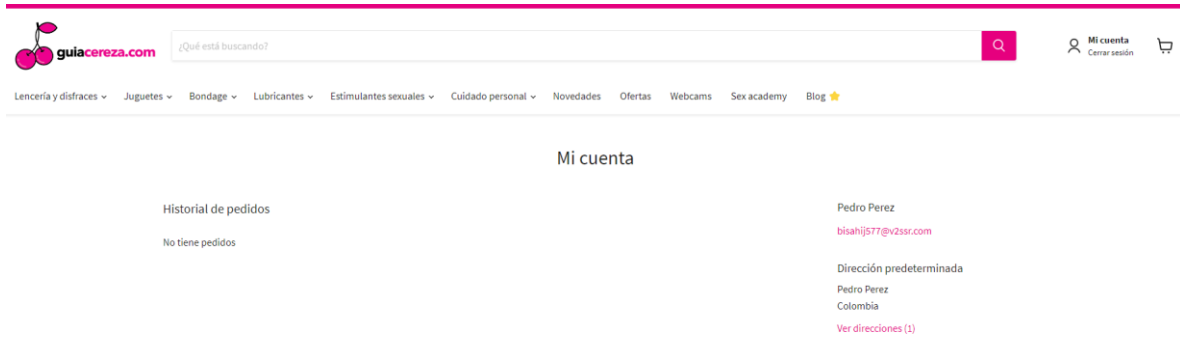 guiacereza.com
¿Qué está buscando?
Mi cuenta
Cerrar sesión
Lencería y disfraces Juguetes Bondage Lubricantes Estimulantes sexuales Cuidado personal Novedades Ofertas Webcams Sex academy Blog
Mi cuenta
Historial de pedidos
No tiene pedidos
Pedro Perez
bisahij577@v2ssr.com
Dirección predeterminada
Pedro Perez
Colombia
Ver direcciones (1)